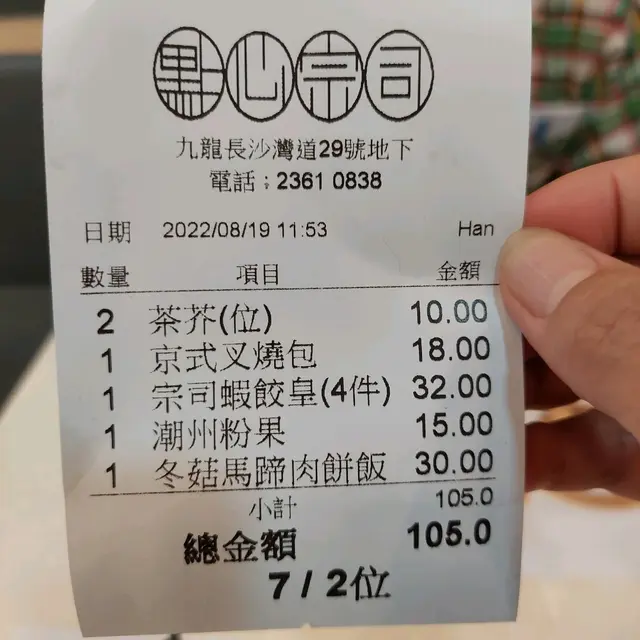 點心宗司
九龍長沙灣道29號地下
電話：2361 0838
日期 2022/08/19 11:53 Han
數量 項目 金額
2 茶芥(位) 10.00
1 京式叉燒包 18.00
1 宗司蝦餃皇(4件) 32.00
1 潮州粉果 15.00
1 冬菇馬蹄肉餅飯 30.00
小計 105.0
總金額 105.0
7 / 2位